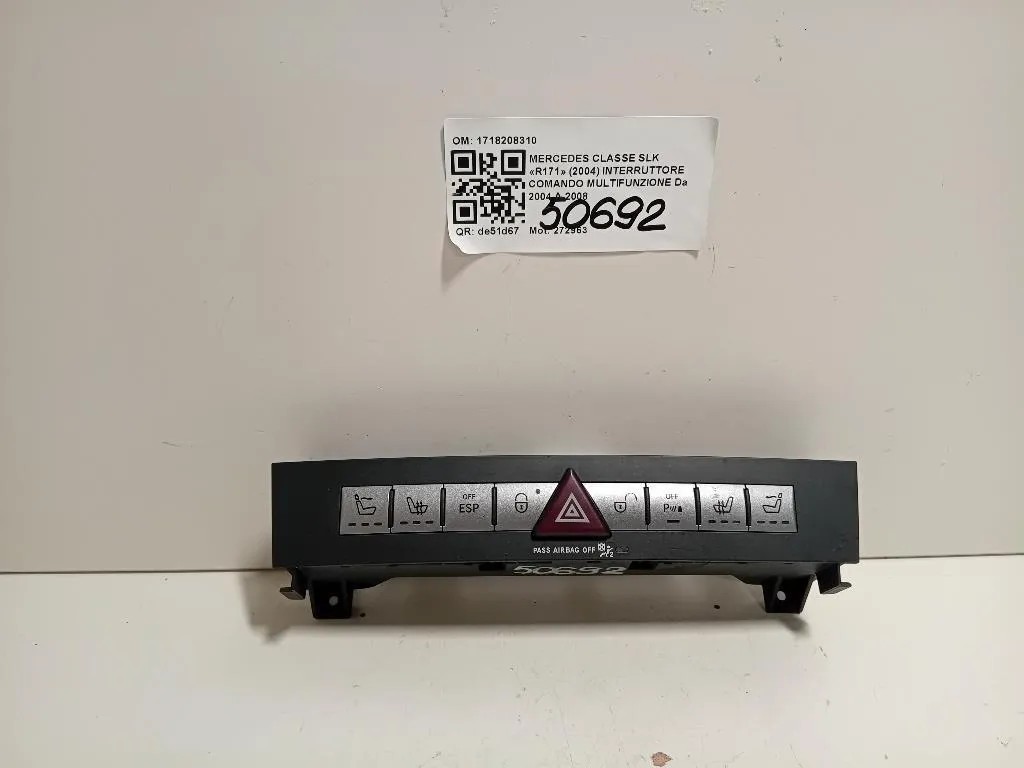 OM: 1718208310
MERCEDES CLASSE SLK
«R171» (2004) INTERRUTTORE
COMANDO MULTIFUNZIONE Da
2004 A 2008
50692
QR: de51d67 Mot: 272963
OFF
ESP
OFF
P
PASS AIRBAG OFF
50692